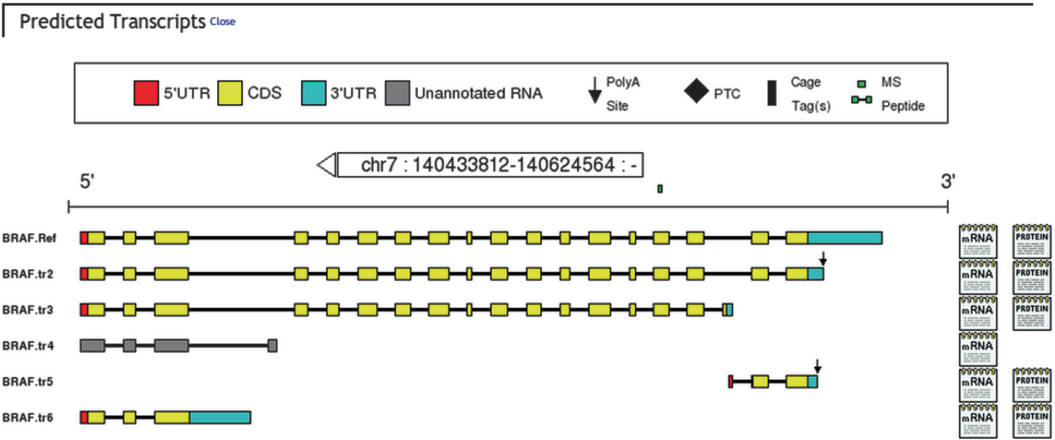 Predicted Transcripts Close
5'UTR CDS 3'UTR Unannotated RNA PolyA Site PTC Cage Tag(s) MS Peptide
chr7 : 140433812-140624564 : -
5' 3'
BRAF.Ref mRNA PROTEIN
BRAF.tr2 mRNA PROTEIN
BRAF.tr3 mRNA PROTEIN
BRAF.tr4 mRNA
BRAF.tr5 mRNA PROTEIN
BRAF.tr6 mRNA PROTEIN